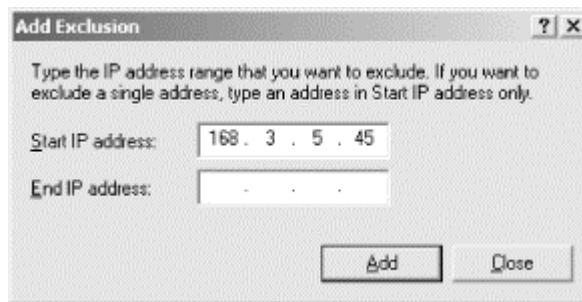 Add Exclusion
Type the IP address range that you want to exclude. If you want to
exclude a single address, type an address in Start IP address only.
Start IP address: 168 . 3 . 5 . 45
End IP address: . . .
Add Close